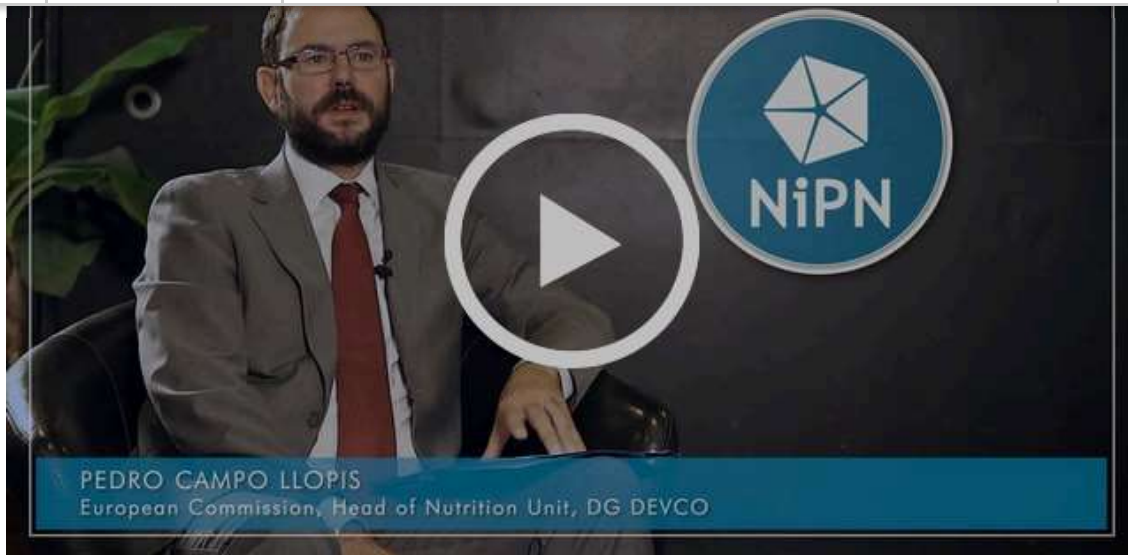 NiPN
PEDRO CAMPO LLOPIS
European Commission, Head of Nutrition Unit, DG DEVCO